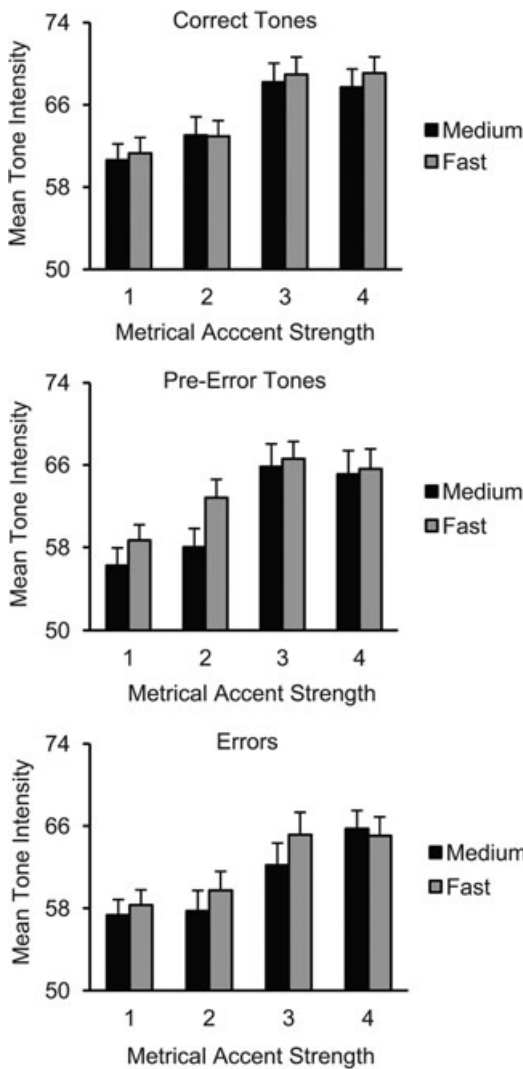 Correct Tones
74
66
58
50
Mean Tone Intensity
Medium
Fast
1 2 3 4
Metrical Acccent Strength
Pre-Error Tones
74
66
58
50
Mean Tone Intensity
Medium
Fast
1 2 3 4
Metrical Accent Strength
Errors
74
66
58
50
Mean Tone Intensity
Medium
Fast
1 2 3 4
Metrical Accent Strength